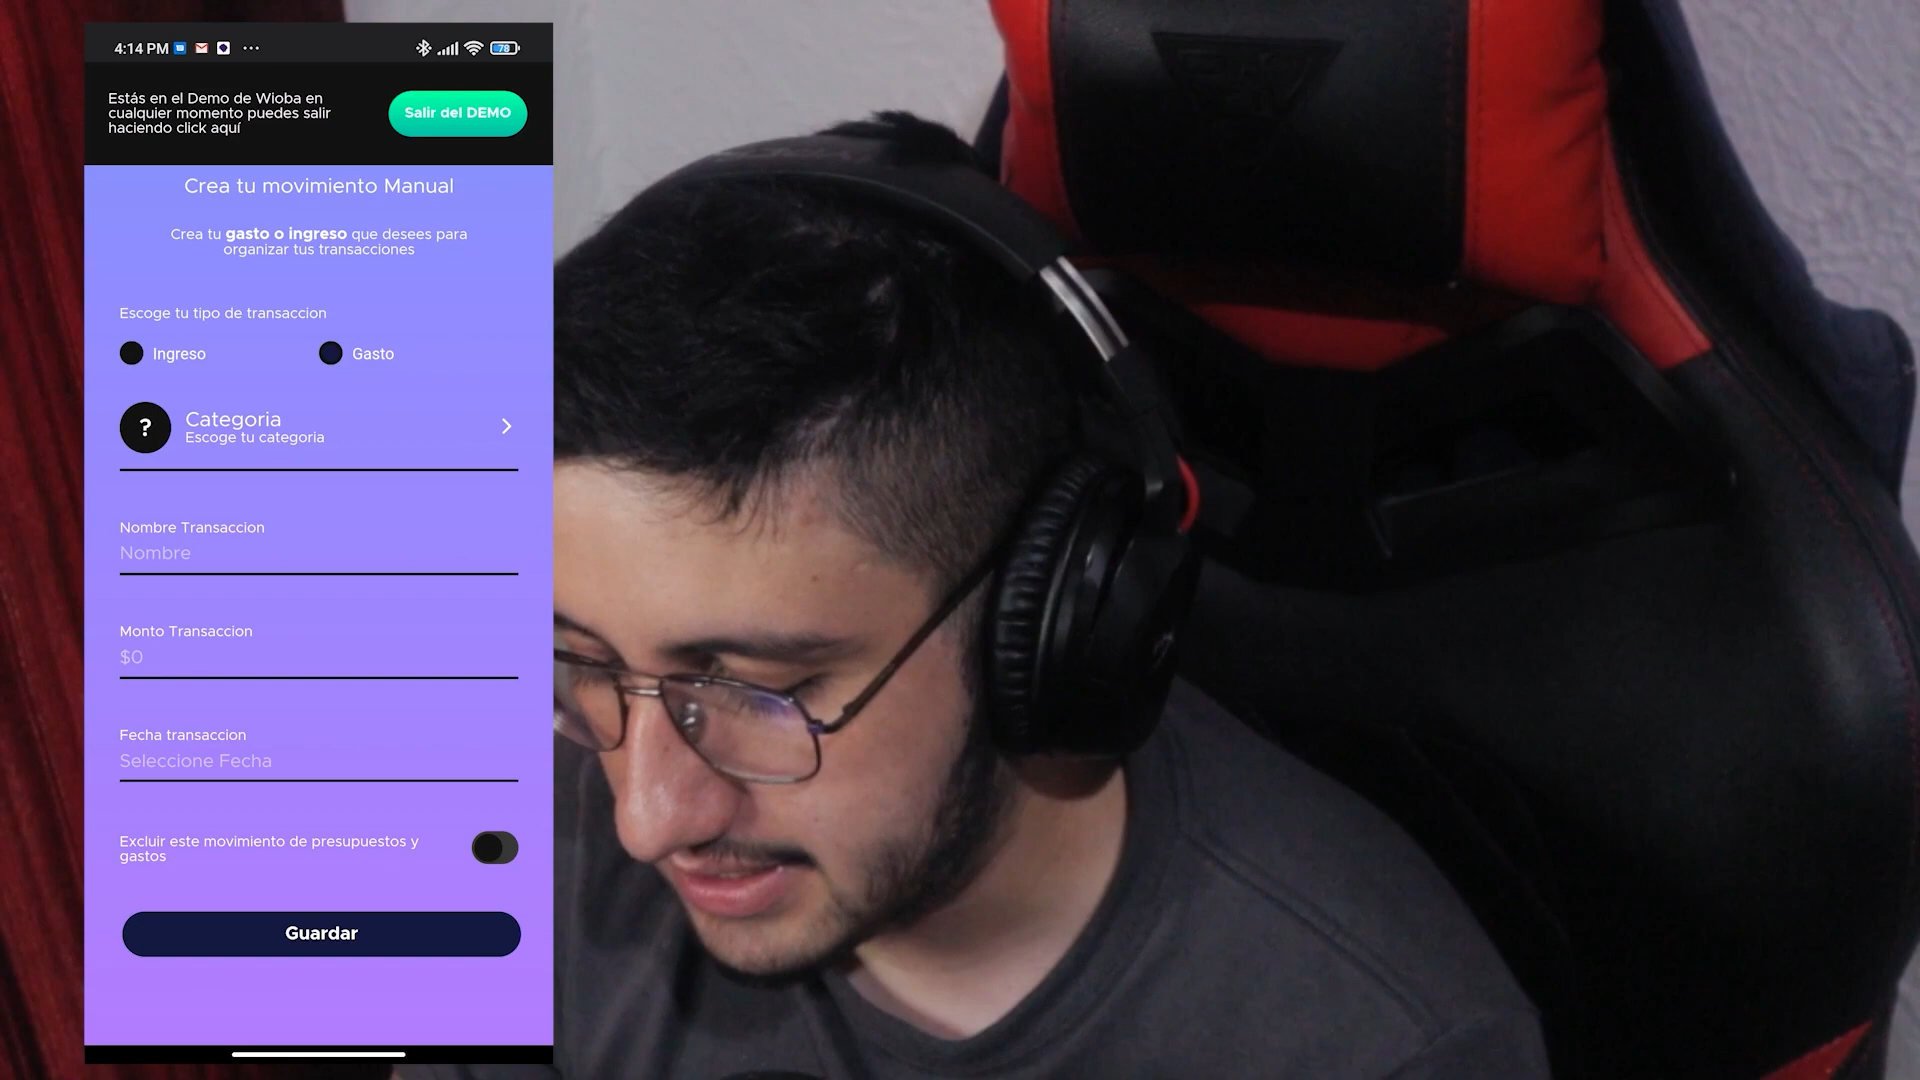 4:14 PM
78
Estás en el Demo de Wioba en
cualquier momento puedes salir
haciendo click aquí
Salir del DEMO
Crea tu movimiento Manual
Crea tu gasto o ingreso que desees para
organizar tus transacciones
Escoge tu tipo de transaccion
Ingreso
Gasto
?
Categoria
Escoge tu categoria
Nombre Transaccion
Nombre
Monto Transaccion
$0
Fecha transaccion
Seleccione Fecha
Excluir este movimiento de presupuestos y
gastos
Guardar